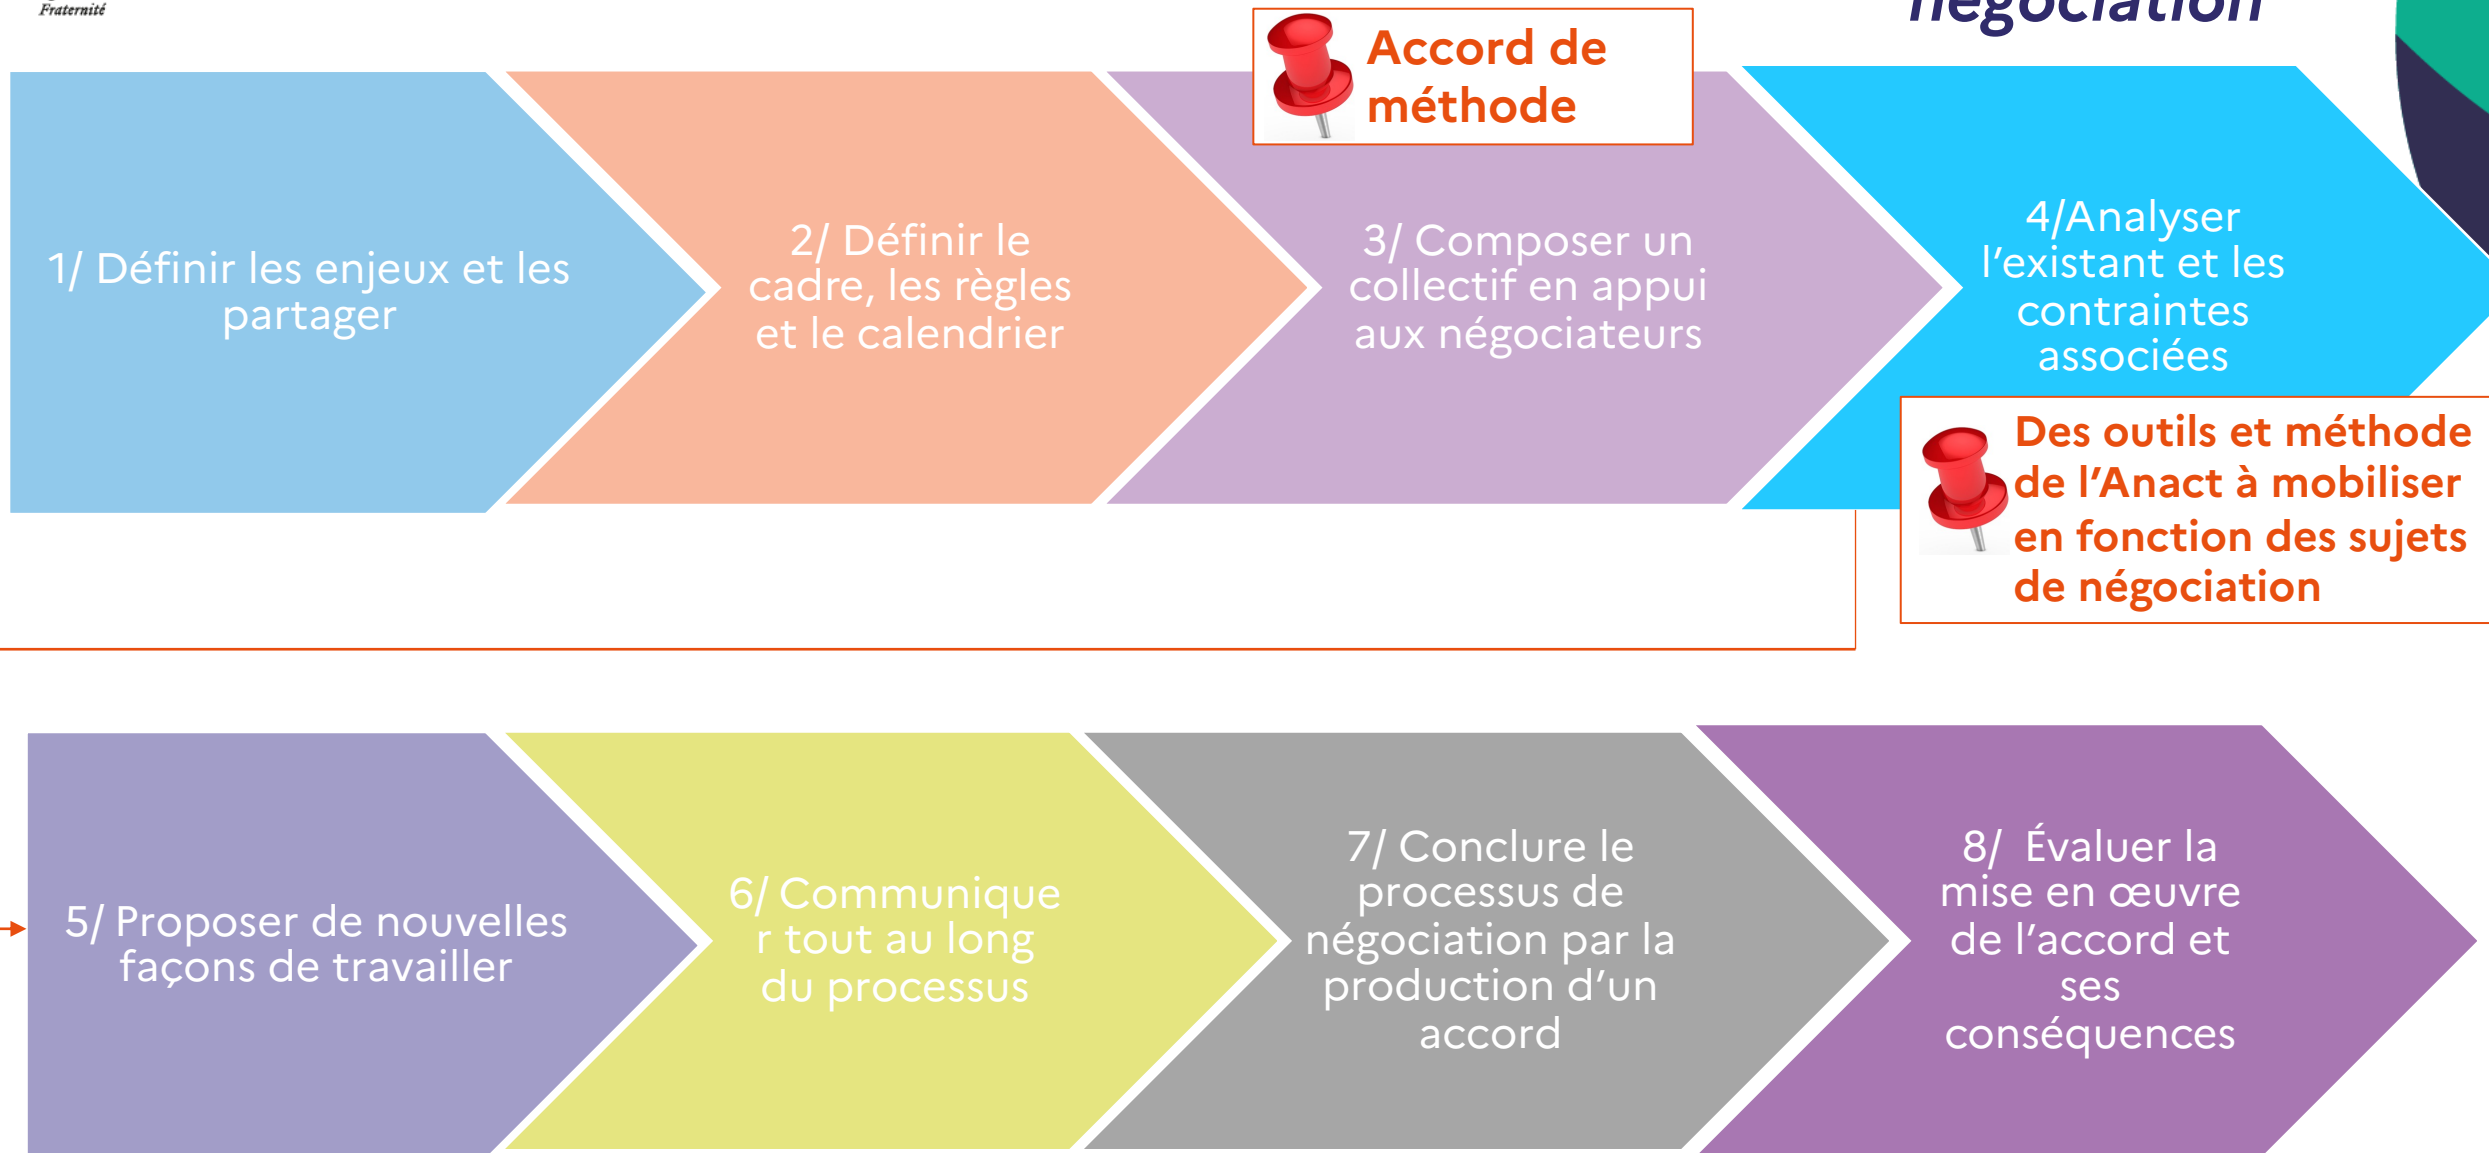 Fraternité
négociation
Accord de
méthode
1/ Définir les enjeux et les
partager
2/ Définir le
cadre, les règles
et le calendrier
3/ Composer un
collectif en appui
aux négociateurs
4/Analyser
l’existant et les
contraintes
associées
Des outils et méthode
de l’Anact à mobiliser
en fonction des sujets
de négociation
5/ Proposer de nouvelles
façons de travailler
6/ Communique
r tout au long
du processus
7/ Conclure le
processus de
négociation par la
production d’un
accord
8/ Évaluer la
mise en œuvre
de l’accord et
ses
conséquences